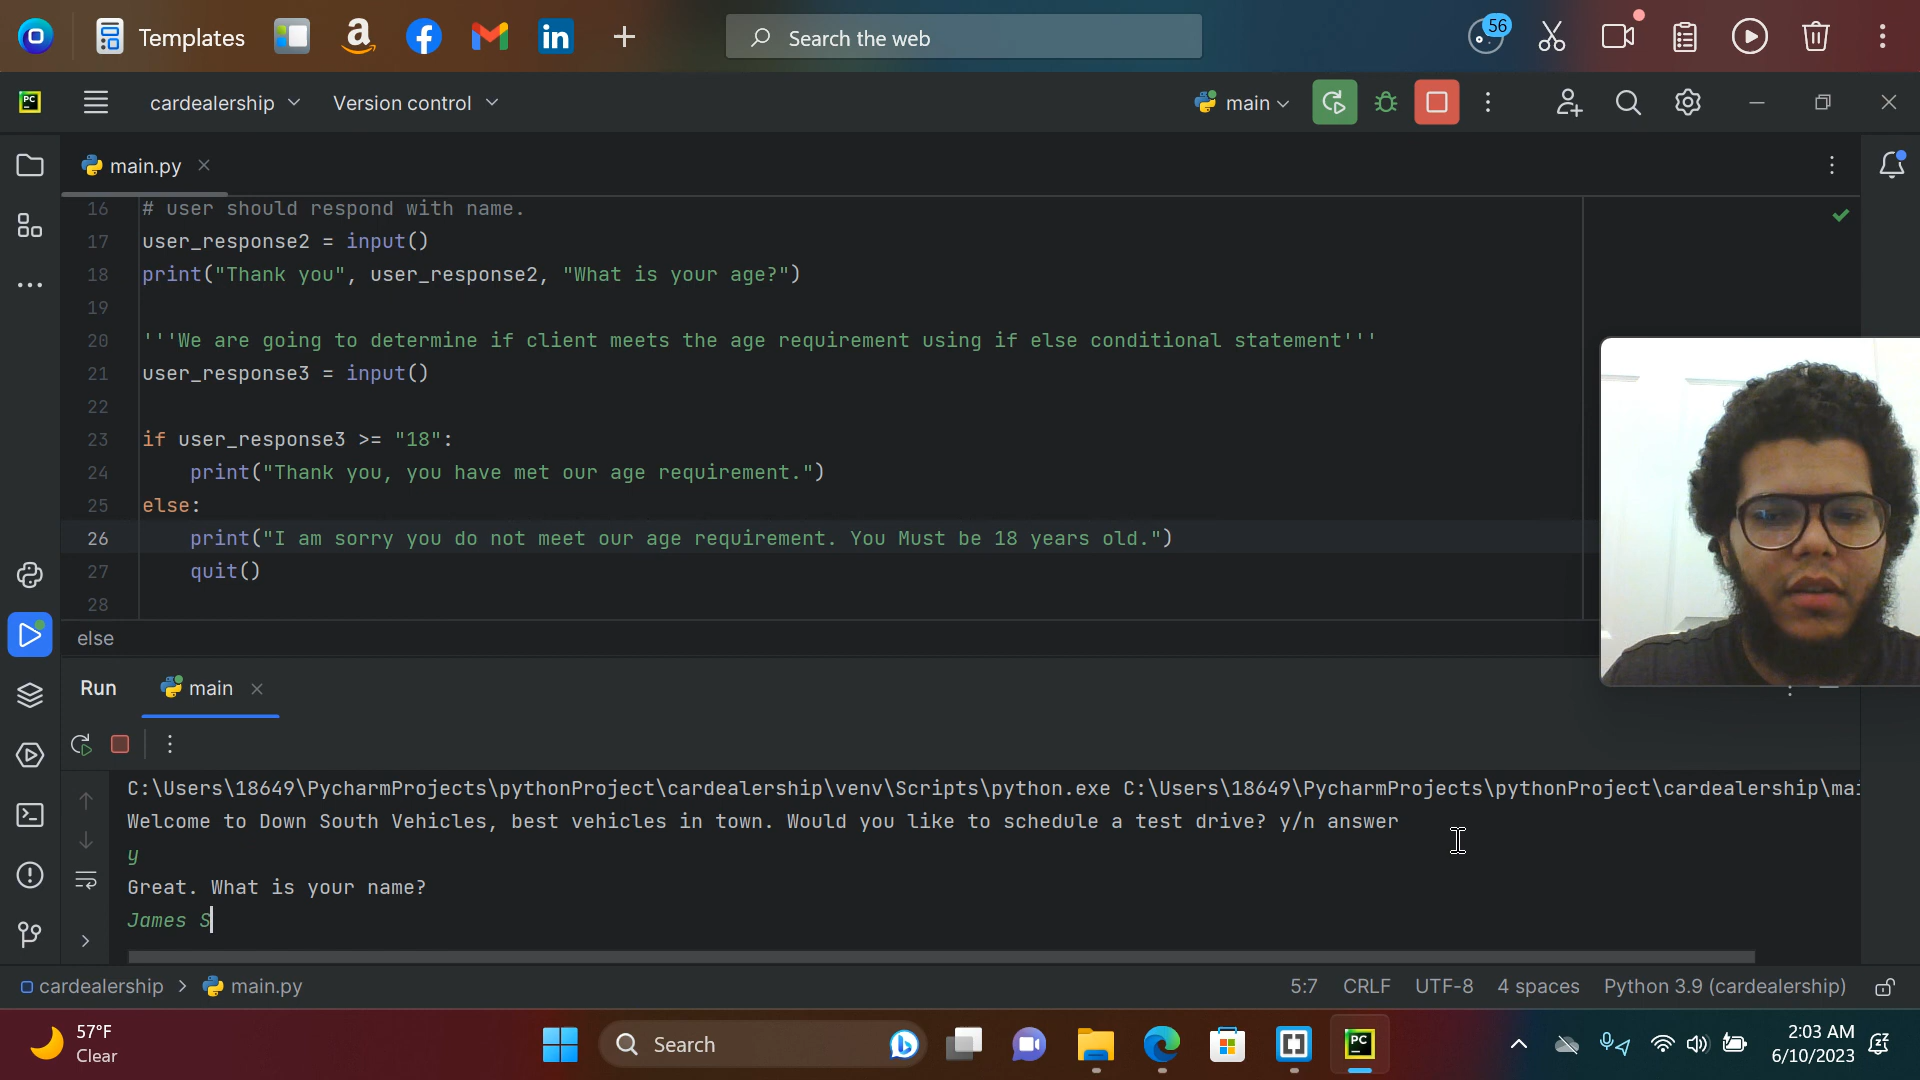 Templates
Search the web
56
PC
cardealership
Version control
main
main.py
16 # user should respond with name.
17 user_response2 = input()
18 print("Thank you", user_response2, "What is your age?")
19
20 '''We are going to determine if client meets the age requirement using if else conditional statement'''
21 user_response3 = input()
22
23 if user_response3 >= "18":
24     print("Thank you, you have met our age requirement.")
25 else:
26     print("I am sorry you do not meet our age requirement. You Must be 18 years old.")
27     quit()
28
else
Run
main
C:\Users\18649\PycharmProjects\pythonProject\cardealership\venv\Scripts\python.exe C:\Users\18649\PycharmProjects\pythonProject\cardealership\mai
Welcome to Down South Vehicles, best vehicles in town. Would you like to schedule a test drive? y/n answer
y
Great. What is your name?
James S
cardealership > main.py
5:7 CRLF UTF-8 4 spaces Python 3.9 (cardealership)
57°F
Clear
Search
PC
2:03 AM
6/10/2023